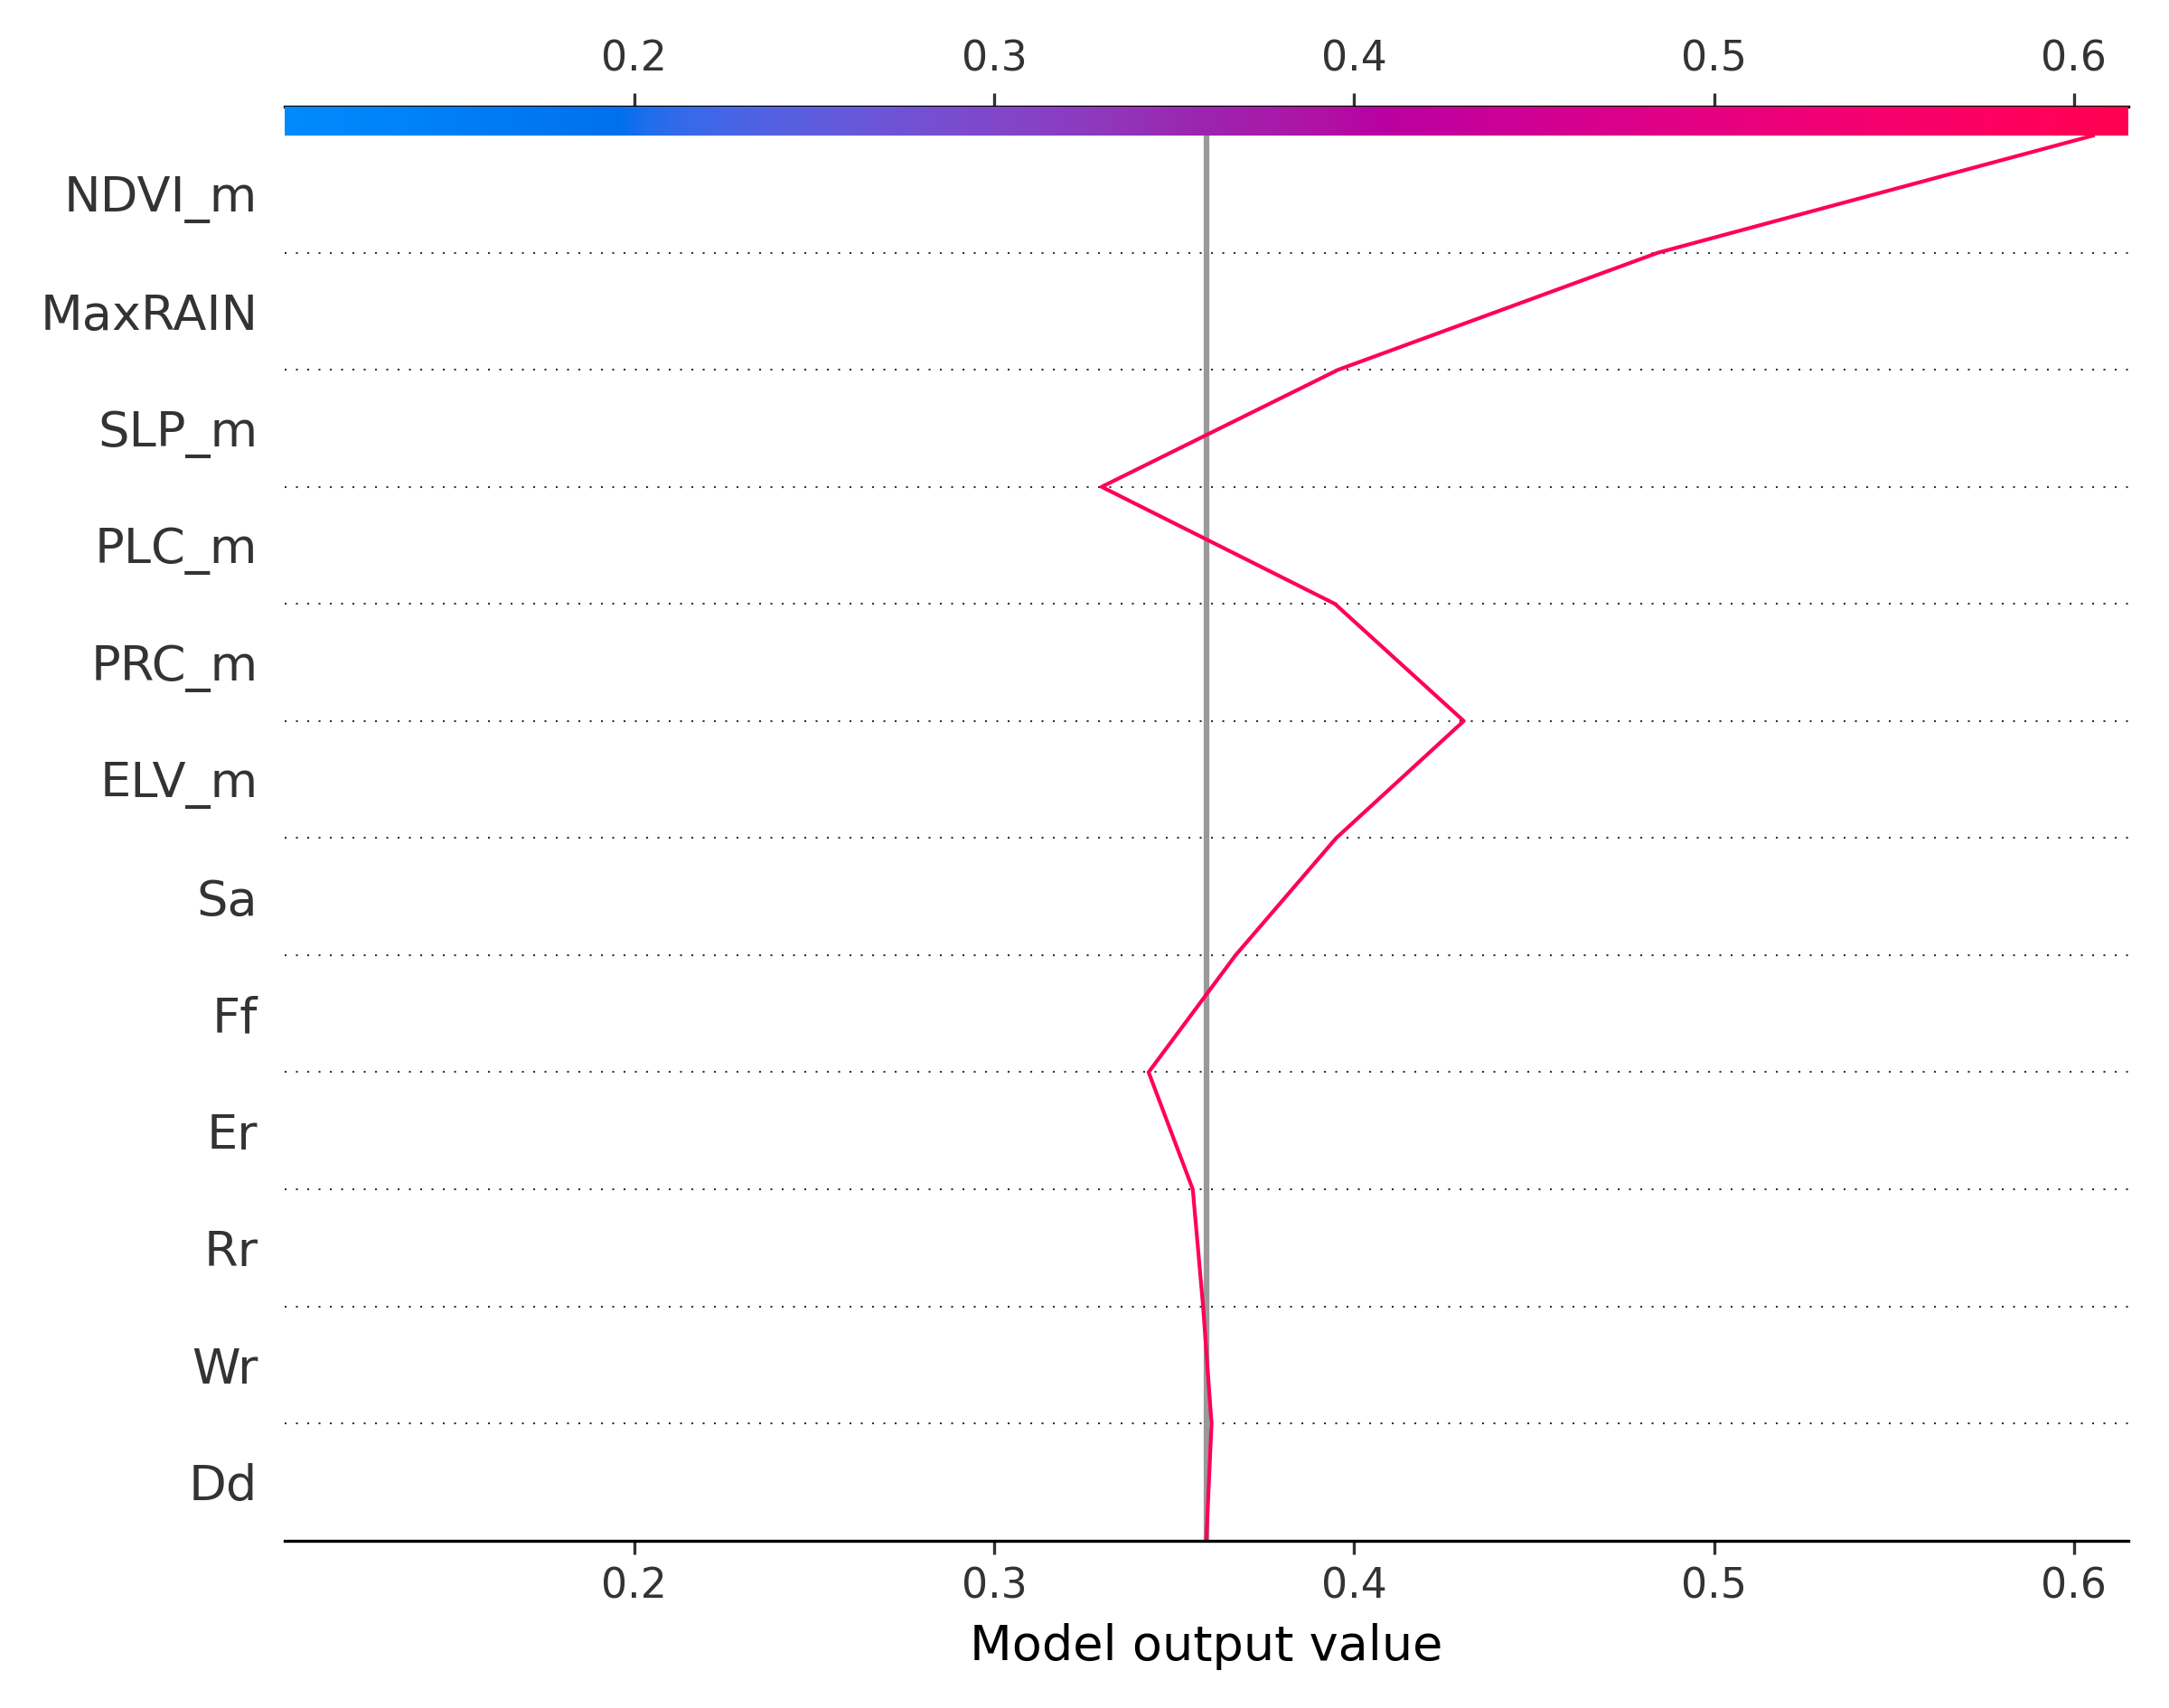 0.2 0.3 0.4 0.5 0.6
NDVI_m
MaxRAIN
SLP_m
PLC_m
PRC_m
ELV_m
Sa
Ff
Er
Rr
Wr
Dd
0.2 0.3 0.4 0.5 0.6
Model output value